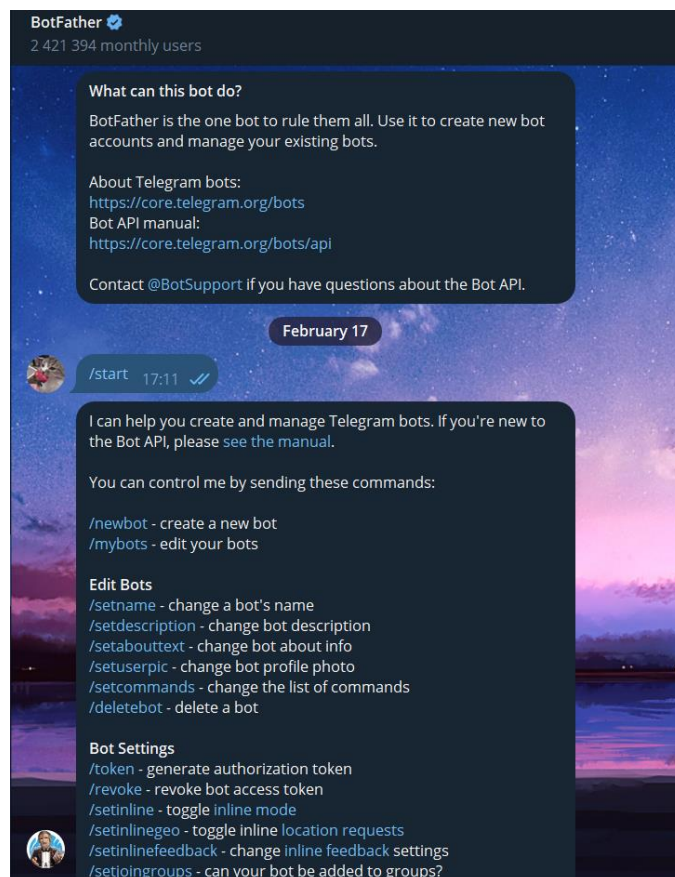 BotFather
2 421 394 monthly users
What can this bot do?
BotFather is the one bot to rule them all. Use it to create new bot
accounts and manage your existing bots.
About Telegram bots:
https://core.telegram.org/bots
Bot API manual:
https://core.telegram.org/bots/api
Contact @BotSupport if you have questions about the Bot API.
February 17
/start 17:11
I can help you create and manage Telegram bots. If you're new to
the Bot API, please see the manual.
You can control me by sending these commands:
/newbot - create a new bot
/mybots - edit your bots
Edit Bots
/setname - change a bot's name
/setdescription - change bot description
/setabouttext - change bot about info
/setuserpic - change bot profile photo
/setcommands - change the list of commands
/deletebot - delete a bot
Bot Settings
/token - generate authorization token
/revoke - revoke bot access token
/setinline - toggle inline mode
/setinlinegeo - toggle inline location requests
/setinlinefeedback - change inline feedback settings
/setjoingroups - can your bot be added to groups?